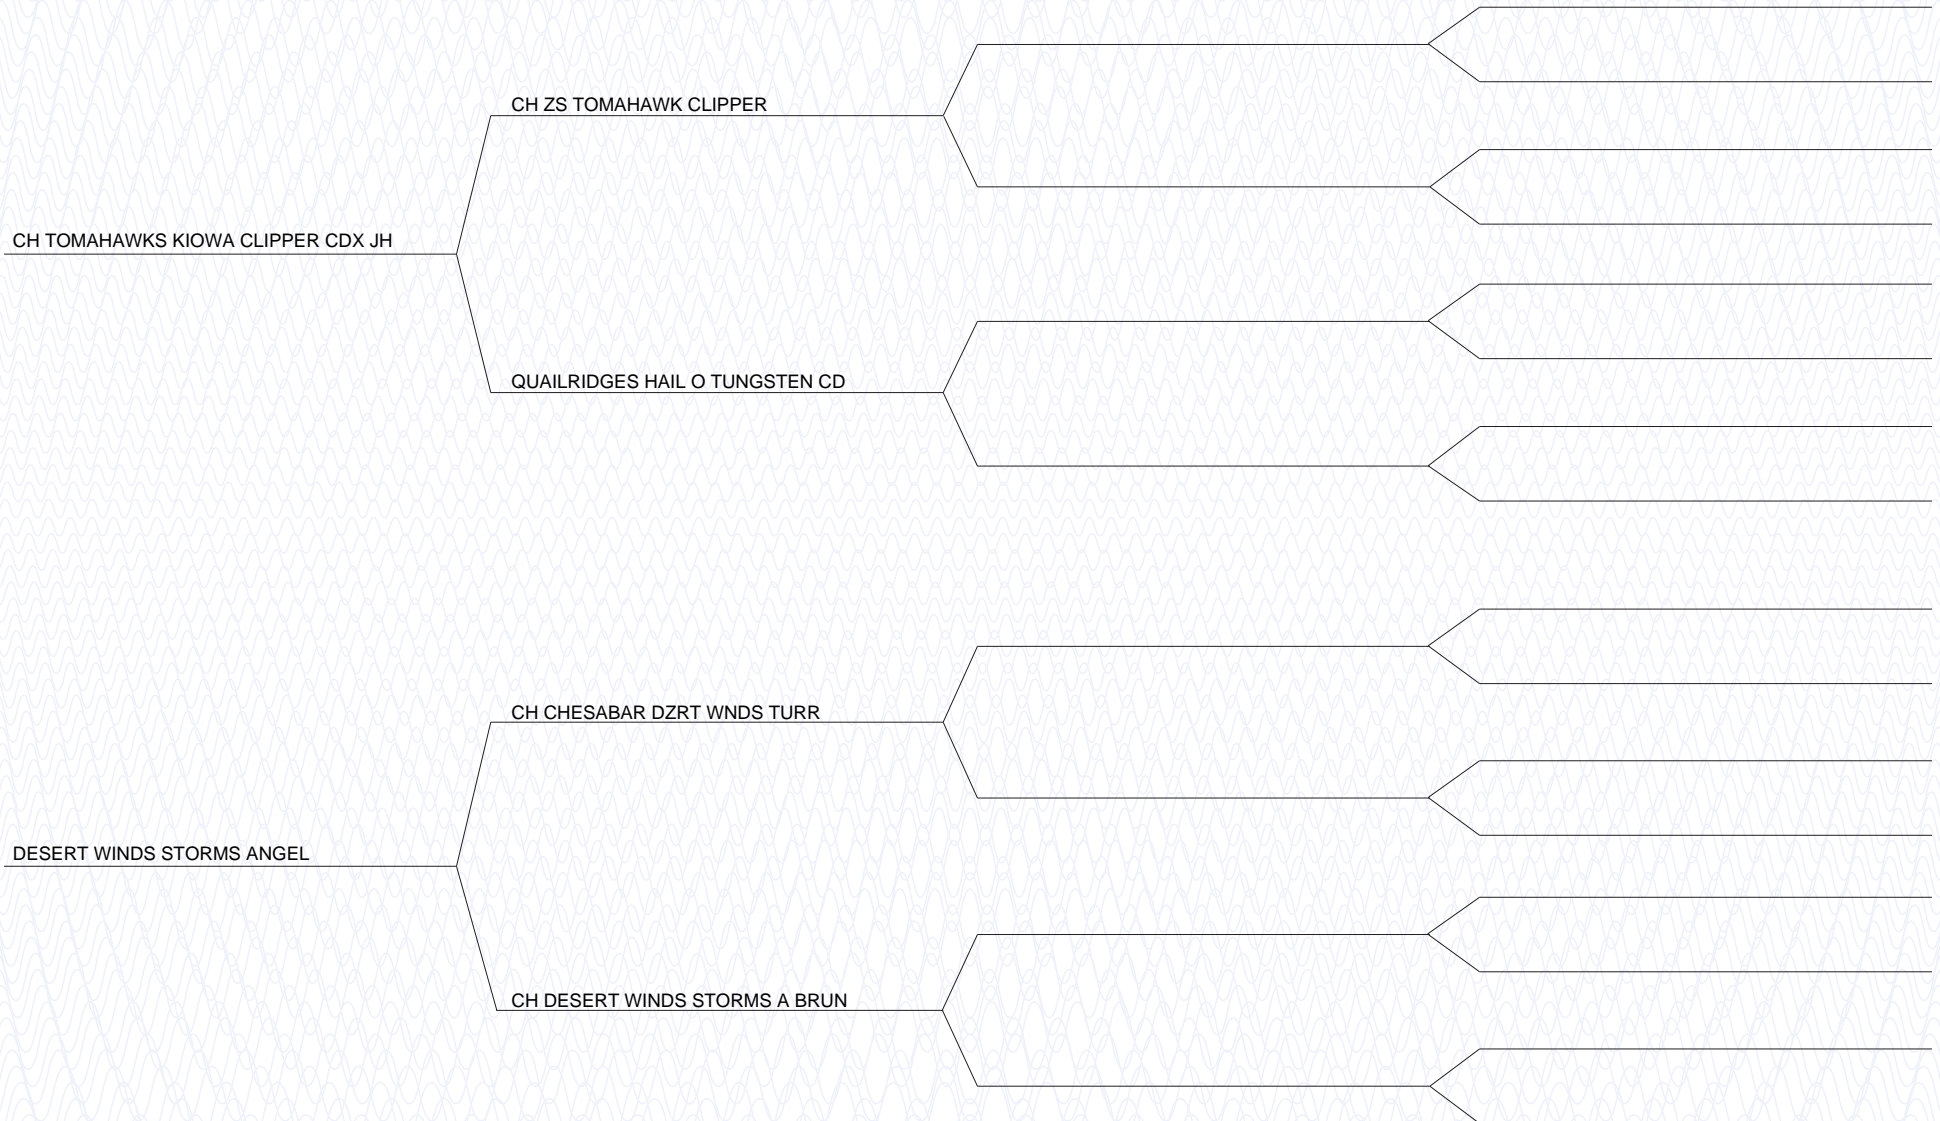 CH ZS TOMAHAWK CLIPPER
CH TOMAHAWKS KIOWA CLIPPER CDX JH
QUAILRIDGES HAIL O TUNGSTEN CD
CH CHESABAR DZRT WNDS TURR
DESERT WINDS STORMS ANGEL
CH DESERT WINDS STORMS A BRUN